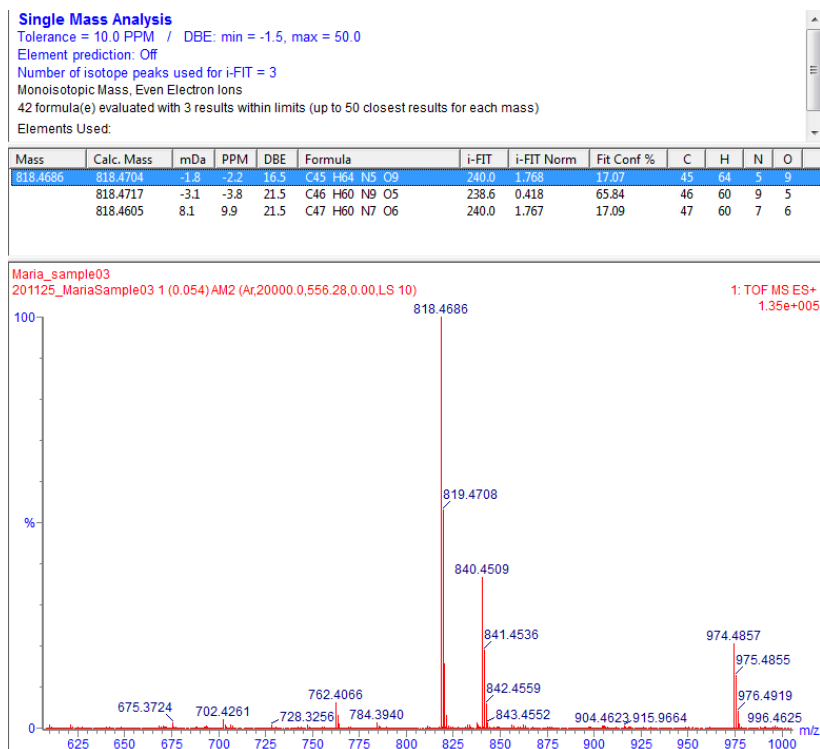 Single Mass Analysis
Tolerance = 10.0 PPM / DBE: min = -1.5, max = 50.0
Element prediction: Off
Number of isotope peaks used for i-FIT = 3
Monoisotopic Mass, Even Electron Ions
42 formula(e) evaluated with 3 results within limits (up to 50 closest results for each mass)
Elements Used:
Mass Calc. Mass mDa PPM DBE Formula i-FIT i-FIT Norm Fit Conf % C H N O
818.4686 818.4704 -1.8 -2.2 16.5 C45 H64 N5 O9 240.0 1.768 17.07 45 64 5 9
818.4717 -3.1 -3.8 21.5 C46 H60 N9 O5 238.6 0.418 65.84 46 60 9 5
818.4605 8.1 9.9 21.5 C47 H60 N7 O6 240.0 1.767 17.09 47 60 7 6
Maria_sample03
201125_MariaSample03 1 (0.054) AM2 (Ar,20000.0,556.28,0.00,LS 10) 1: TOF MS ES+
1.35e+005
818.4686
100
819.4708
%
840.4509
841.4536
974.4857
975.4855
762.4066
842.4559
976.4919
675.3724
702.4261
728.3256
784.3940
843.4552
904.4623
915.9664
996.4625
0
625 650 675 700 725 750 775 800 825 850 875 900 925 950 975 1000 m/z